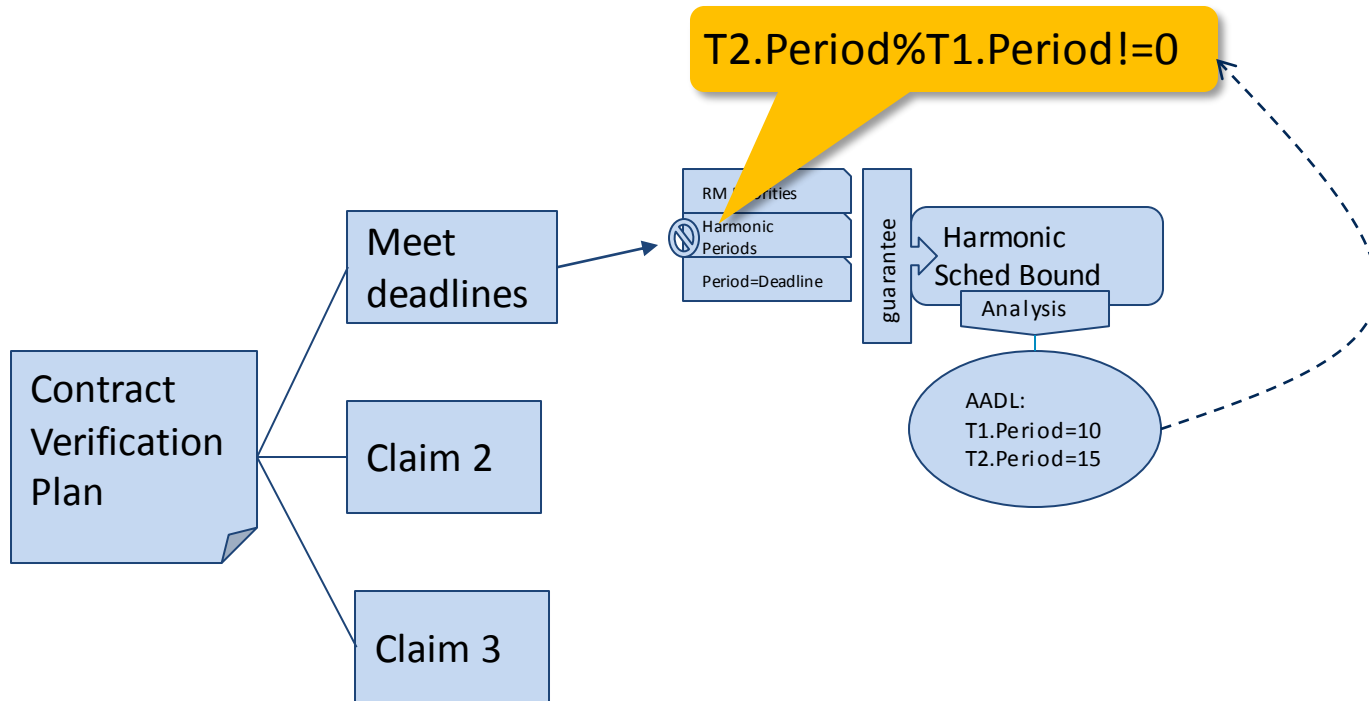 T2.Period%T1.Period!=0
RM
Harmonic
Periods
Period=Deadline
guarantee
Harmonic
Sched Bound
Analysis
AADL:
T1.Period=10
T2.Period=15
Meet
deadlines
Contract
Verification
Plan
Claim 2
Claim 3